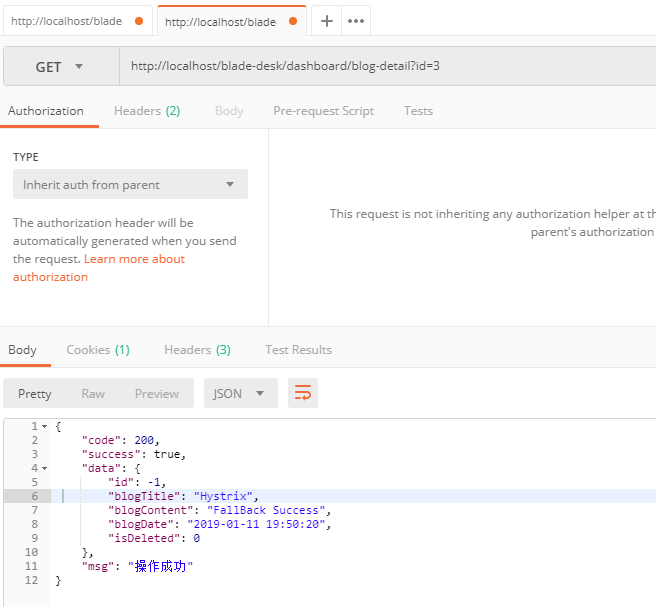 http://localhost/blade- http://localhost/blade + •••
GET http://localhost/blade-desk/dashboard/blog-detail?id=3
Authorization Headers (2) Body Pre-request Script Tests
TYPE
Inherit auth from parent
The authorization header will be
automatically generated when you send
the request. Learn more about
authorization
This request is not inheriting any authorization helper at th
parent's authorization
Body Cookies (1) Headers (3) Test Results
Pretty Raw Preview JSON
1 {
2 "code": 200,
3 "success": true,
4 "data": {
5 "id": -1,
6 "blogTitle": "Hystrix",
7 "blogContent": "FallBack Success",
8 "blogDate": "2019-01-11 19:50:20",
9 "isDeleted": 0
10 },
11 "msg": "操作成功"
12 }